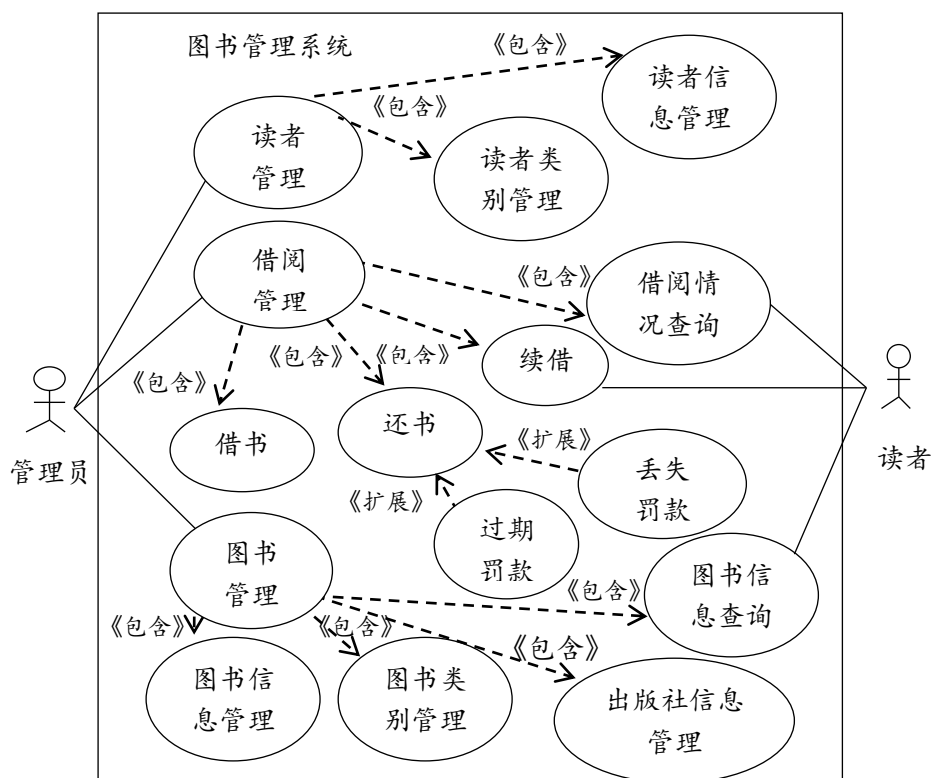 图书管理系统
《包含》
读者信
息管理
《包含》
读者
管理
读者类
别管理
借阅
管理
《包含》
借阅情
况查询
《包含》
《包含》
续借
《包含》
借书
还书
《扩展》
丢失
罚款
管理员
读者
《扩展》
过期
罚款
图书
管理
《包含》
图书信
息查询
《包含》
《包含》
《包含》
图书信
息管理
图书类
别管理
出版社信息
管理